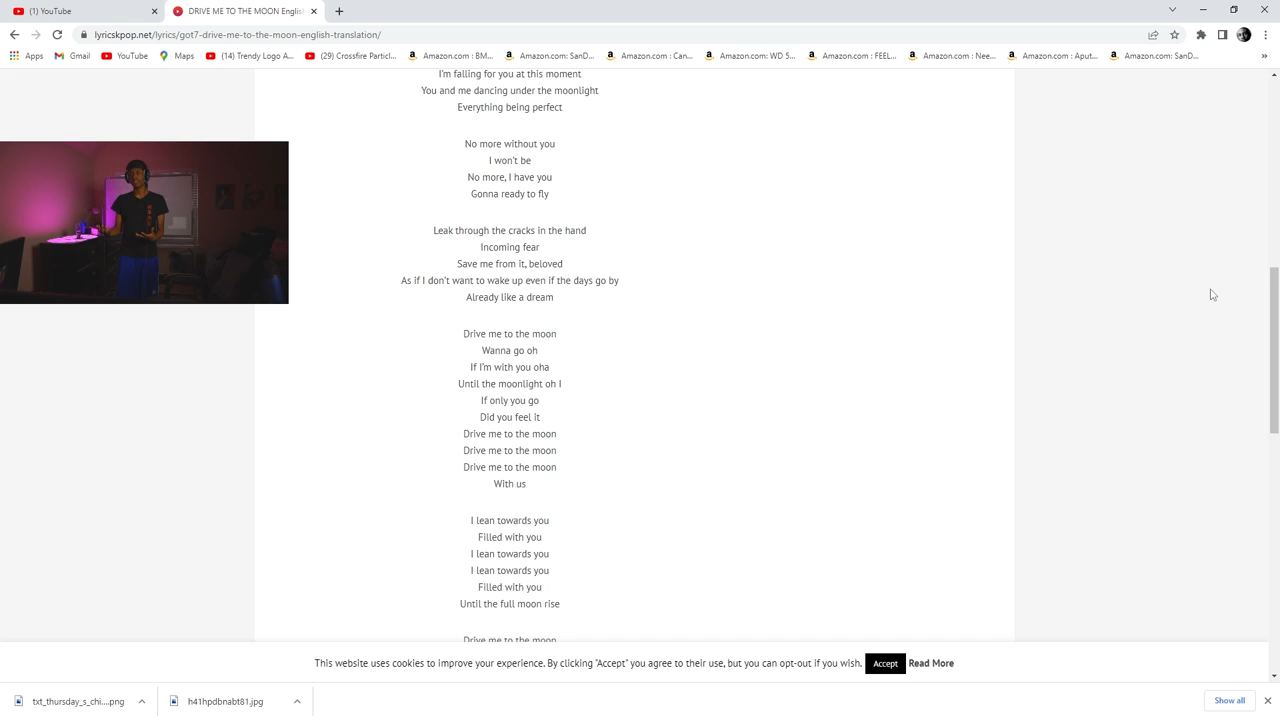 (1) YouTube
DRIVE ME TO THE MOON English
lyricskpop.net/lyrics/got7-drive-me-to-the-moon-english-translation/
Apps Gmail YouTube Maps (14) Trendy Logo A... (29) Crossfire Particl... Amazon.com : BM... Amazon.com: SanD... Amazon.com : Can... Amazon.com: WD 5... Amazon.com : FEEL... Amazon.com : Nee... Amazon.com : Aput... Amazon.com: SanD...
I'm falling for you at this moment
You and me dancing under the moonlight
Everything being perfect
No more without you
I won't be
No more, I have you
Gonna ready to fly
Leak through the cracks in the hand
Incoming fear
Save me from it, beloved
As if I don't want to wake up even if the days go by
Already like a dream
Drive me to the moon
Wanna go oh
If I'm with you oha
Until the moonlight oh I
If only you go
Did you feel it
Drive me to the moon
Drive me to the moon
Drive me to the moon
With us
I lean towards you
Filled with you
I lean towards you
I lean towards you
Filled with you
Until the full moon rise
Drive me to the moon
This website uses cookies to improve your experience. By clicking "Accept" you agree to their use, but you can opt-out if you wish. Accept Read More
txt_thursday_s_chi....png h41hpdbnabt81.jpg Show all